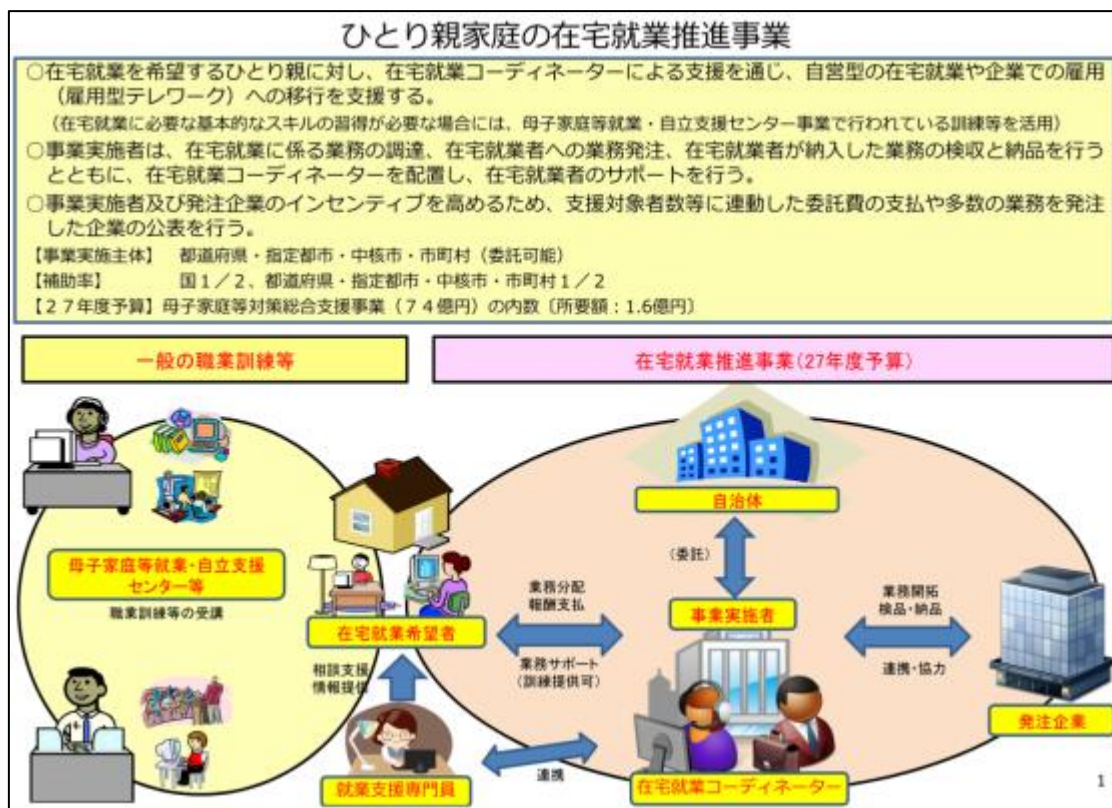 ひとり親家庭の在宅就業推進事業
○在宅就業を希望するひとり親に対し、在宅就業コーディネーターによる支援を通じ、自営型の在宅就業や企業での雇用
（雇用型テレワーク）への移行を支援する。
（在宅就業に必要な基本的なスキルの習得が必要な場合には、母子家庭等就業・自立支援センター事業で行われている訓練等を活用）
○事業実施者は、在宅就業に係る業務の調達、在宅就業者への業務発注、在宅就業者が納入した業務の検収と納品を行う
とともに、在宅就業コーディネーターを配置し、在宅就業者のサポートを行う。
○事業実施者及び発注企業のインセンティブを高めるため、支援対象者数等に連動した委託費の支払や多数の業務を発注
した企業の公表を行う。
【事業実施主体】　都道府県・指定都市・中核市・市町村（委託可能）
【補助率】　国１／２、都道府県・指定都市・中核市・市町村１／２
【２７年度予算】母子家庭等対策総合支援事業（７４億円）の内数〔所要額：1.6億円〕
一般の職業訓練等
在宅就業推進事業(27年度予算)
自治体
(委託)
母子家庭等就業・自立支援
センター等
職業訓練等の受講
在宅就業希望者
業務分配
報酬支払
業務サポート
(訓練提供可)
事業実施者
業務開拓
検品・納品
連携・協力
発注企業
相談支援
情報提供
就業支援専門員
連携
在宅就業コーディネーター
1